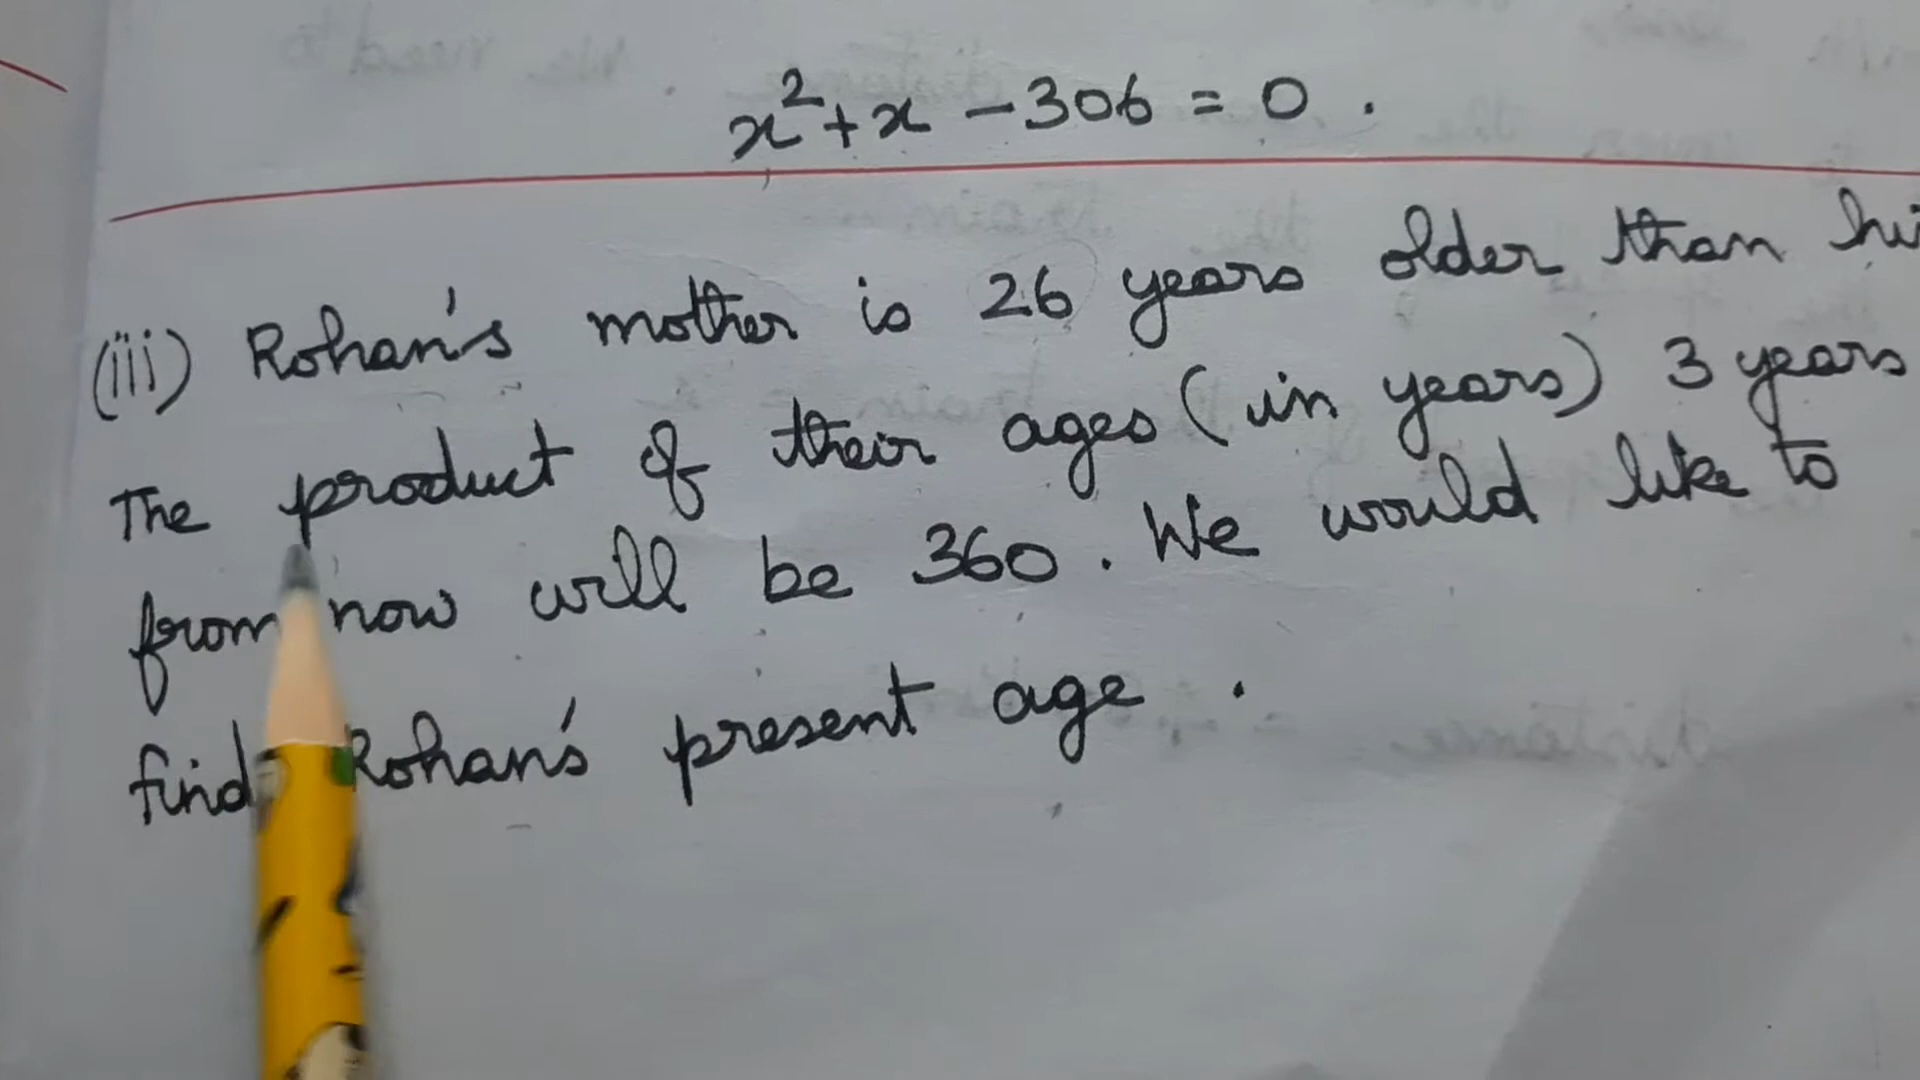 x²+x-306=0.
(iii) Rohan's mother is 26 years older than
The product of their ages (in years) 3 years
from now will be 360. We would like to
find Rohan's present age.